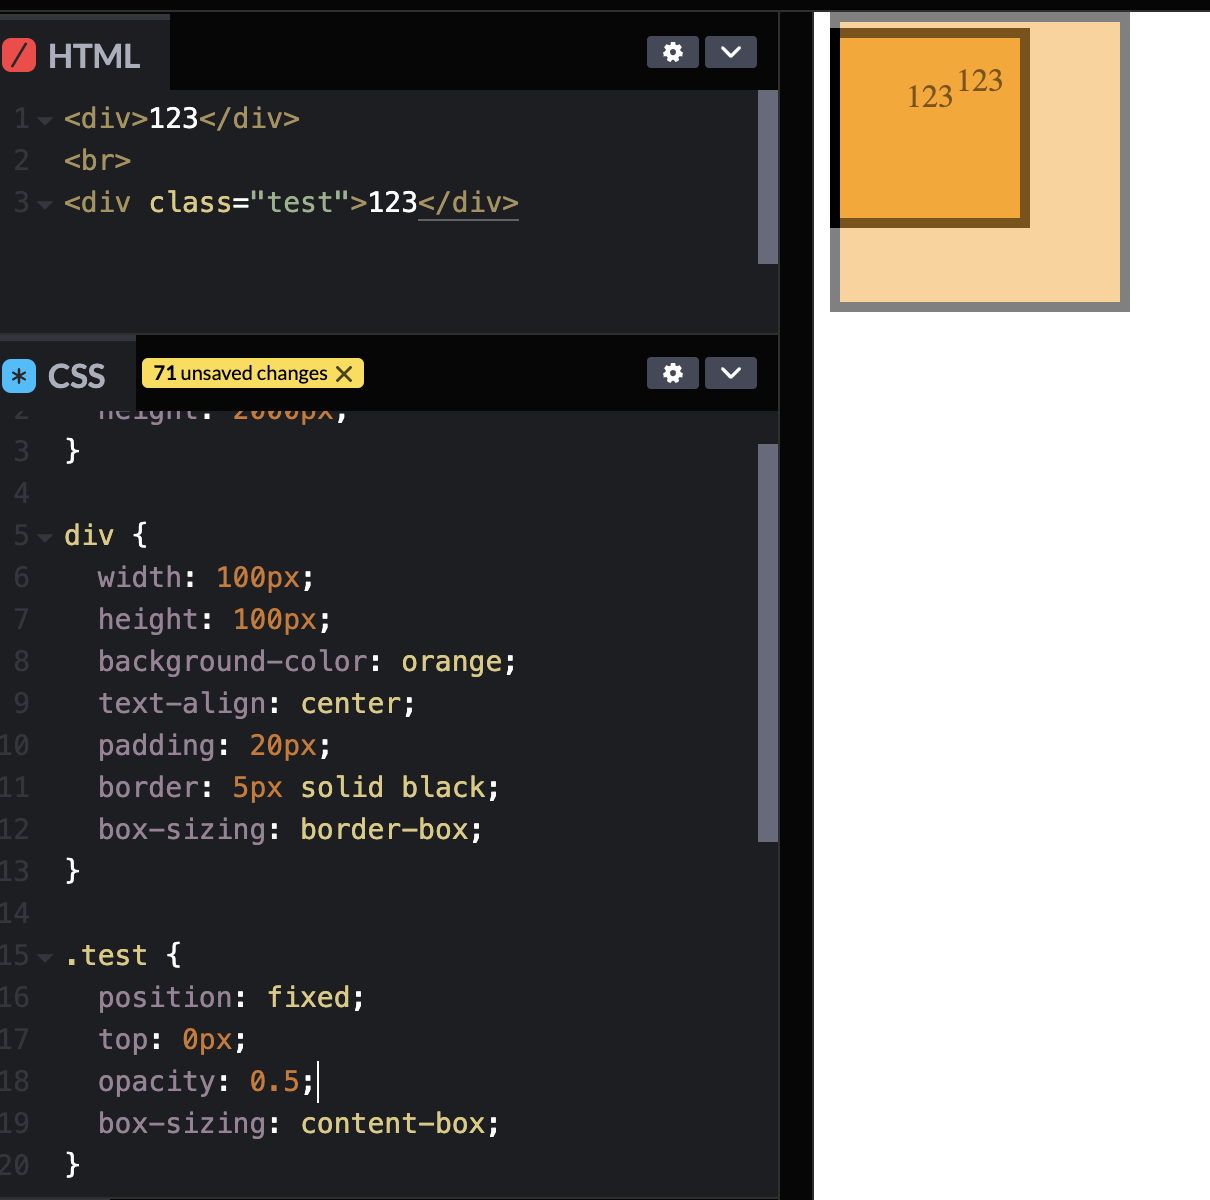 HTML
1 <div>123</div>
2 <br>
3 <div class="test">123</div>
CSS 71 unsaved changes
2 height: 2000px;
3 }
4
5 div {
6 width: 100px;
7 height: 100px;
8 background-color: orange;
9 text-align: center;
10 padding: 20px;
11 border: 5px solid black;
12 box-sizing: border-box;
13 }
14
15 .test {
16 position: fixed;
17 top: 0px;
18 opacity: 0.5;
19 box-sizing: content-box;
20 }
123 123